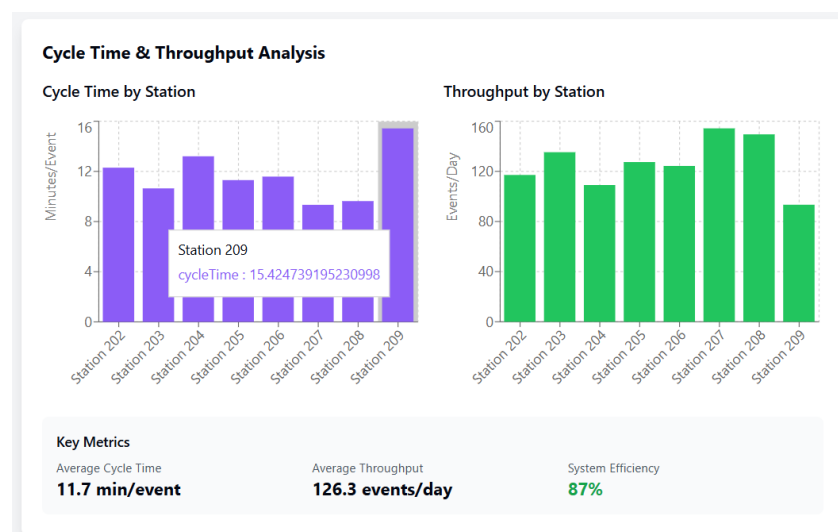 Cycle Time & Throughput Analysis
Cycle Time by Station
Minutes/Event
16
12
8
4
0
Station 202
Station 203
Station 204
Station 205
Station 206
Station 207
Station 208
Station 209
Station 209
cycleTime : 15.424739195230998
Throughput by Station
Events/Day
160
120
80
40
0
Station 202
Station 203
Station 204
Station 205
Station 206
Station 207
Station 208
Station 209
Key Metrics
Average Cycle Time
11.7 min/event
Average Throughput
126.3 events/day
System Efficiency
87%